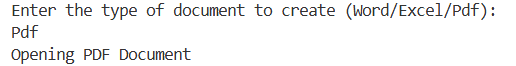 Enter the type of document to create (Word/Excel/Pdf):
Pdf
Opening PDF Document